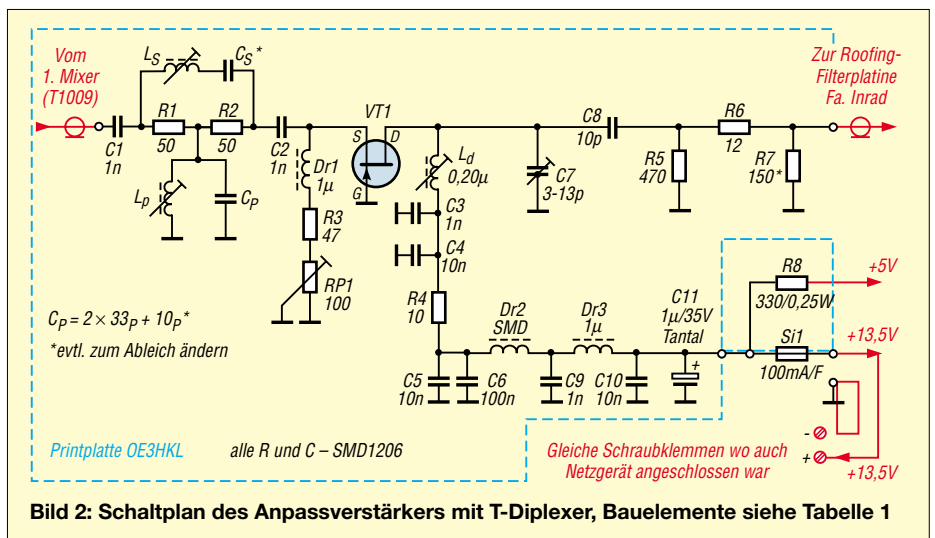 Vom
1. Mixer
(T1009)
L_S
C_S*
R1
50
R2
50
C1
1n
L_p
C_P
C2
1n
Dr1
1µ
R3
47
RP1
100
VT1
S
D
G
L_d
0,20µ
C3
1n
C4
10n
R4
10
C7
3-13p
C8
10p
R5
470
R6
12
R7
150*
Zur Roofing-
Filterplatine
Fa. Inrad
C_P = 2 × 33_P + 10_P*
*evtl. zum Ableich ändern
Dr2
SMD
Dr3
1µ
C11
1µ/35V
Tantal
+
C5
10n
C6
100n
C9
1n
C10
10n
R8
330/0,25W
+5V
Si1
100mA/F
+13,5V
-
+
+13,5V
Printplatte OE3HKL
alle R und C – SMD1206
Gleiche Schraubklemmen wo auch
Netzgerät angeschlossen war
Bild 2: Schaltplan des Anpassverstärkers mit T-Diplexer, Bauelemente siehe Tabelle 1